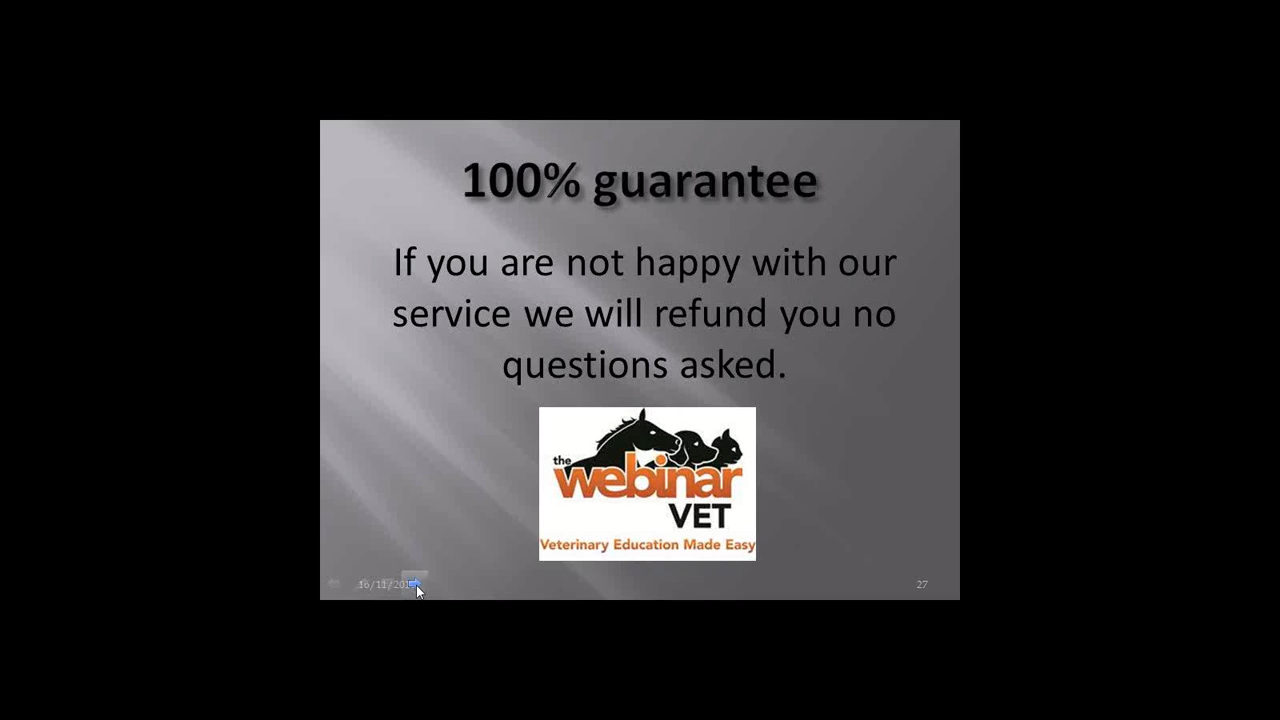 100% guarantee
If you are not happy with our
service we will refund you no
questions asked.
the
webinar
VET
Veterinary Education Made Easy
27